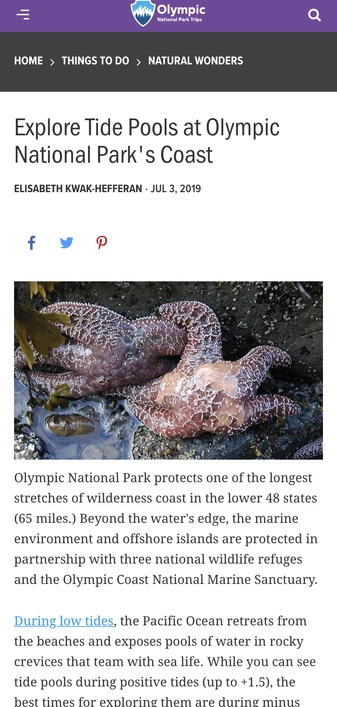 Olympic
National Park Trips
HOME > THINGS TO DO > NATURAL WONDERS
Explore Tide Pools at Olympic
National Park's Coast
ELISABETH KWAK-HEFFERAN · JUL 3, 2019
Olympic National Park protects one of the longest
stretches of wilderness coast in the lower 48 states
(65 miles.) Beyond the water's edge, the marine
environment and offshore islands are protected in
partnership with three national wildlife refuges
and the Olympic Coast National Marine Sanctuary.
During low tides, the Pacific Ocean retreats from
the beaches and exposes pools of water in rocky
crevices that team with sea life. While you can see
tide pools during positive tides (up to +1.5), the
best times for exploring them are during minus